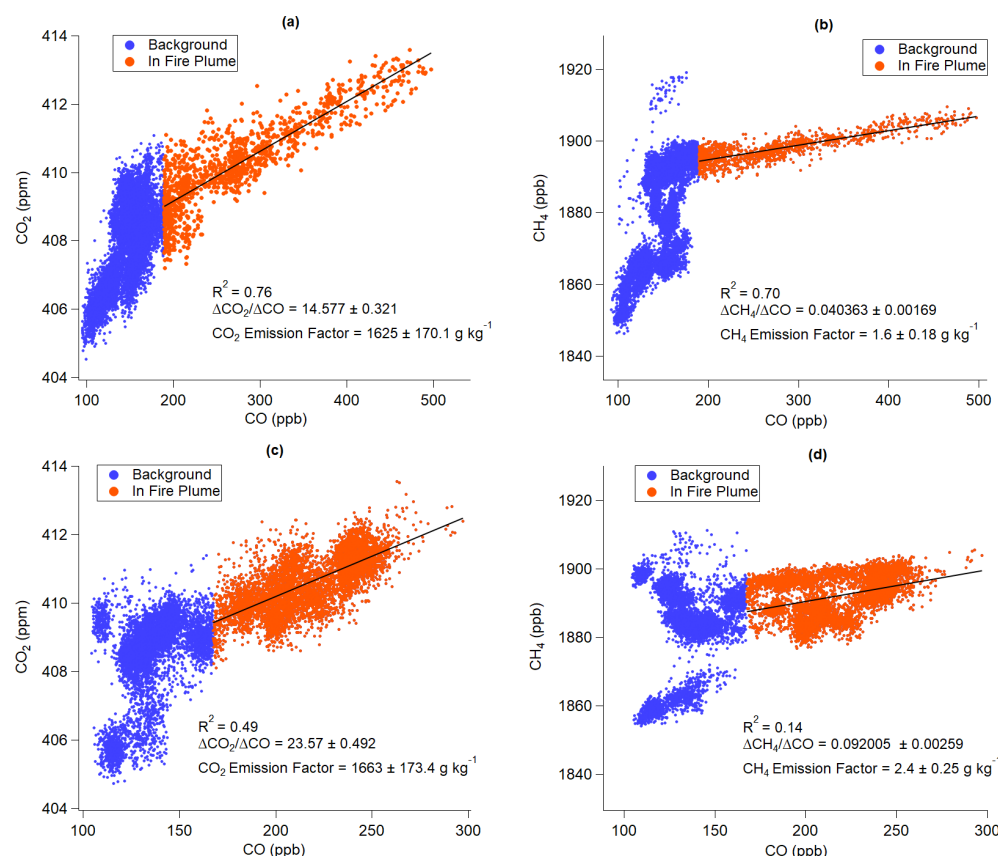 (a)
414
412
410
408
406
404
CO2 (ppm)
Background
In Fire Plume
R2 = 0.76
ΔCO2/ΔCO = 14.577 ± 0.321
CO2 Emission Factor = 1625 ± 170.1 g kg-1
100 200 300 400 500
CO (ppb)
(b)
1920
1900
1880
1860
1840
CH4 (ppb)
Background
In Fire Plume
R2 = 0.70
ΔCH4/ΔCO = 0.040363 ± 0.00169
CH4 Emission Factor = 1.6 ± 0.18 g kg-1
100 200 300 400 500
CO (ppb)
(c)
414
412
410
408
406
404
CO2 (ppm)
Background
In Fire Plume
R2 = 0.49
ΔCO2/ΔCO = 23.57 ± 0.492
CO2 Emission Factor = 1663 ± 173.4 g kg-1
100 150 200 250 300
CO (ppb)
(d)
1920
1900
1880
1860
1840
CH4 (ppb)
Background
In Fire Plume
R2 = 0.14
ΔCH4/ΔCO = 0.092005 ± 0.00259
CH4 Emission Factor = 2.4 ± 0.25 g kg-1
100 150 200 250 300
CO (ppb)